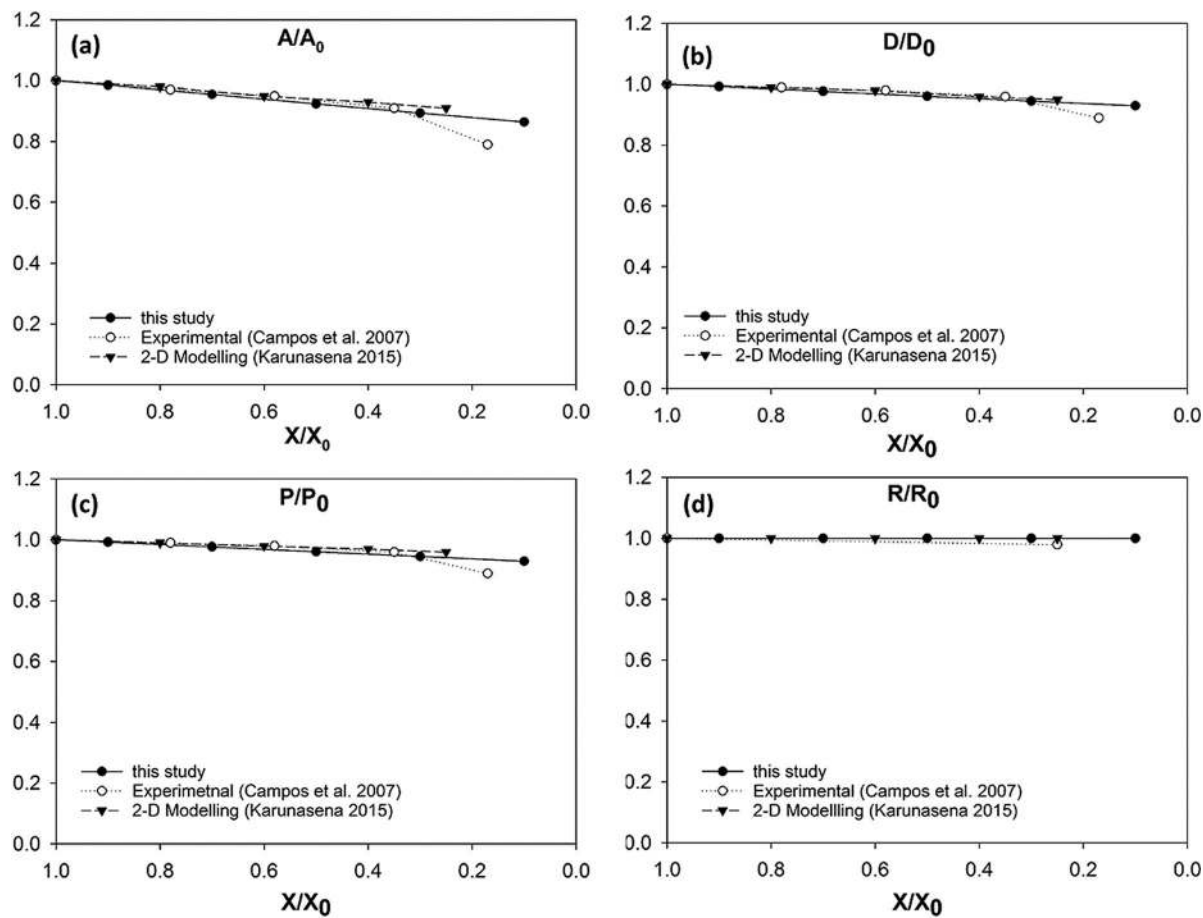 (a)
A/A₀
1.2
1.0
0.8
0.6
0.4
0.2
0.0
this study
Experimental (Campos et al. 2007)
2-D Modelling (Karunasena 2015)
1.0 0.8 0.6 0.4 0.2 0.0
X/X₀
(b)
D/D₀
1.2
1.0
0.8
0.6
0.4
0.2
0.0
this study
Experimental (Campos et al. 2007)
2-D Modelling (Karunasena 2015)
1.0 0.8 0.6 0.4 0.2 0.0
X/X₀
(c)
P/P₀
1.2
1.0
0.8
0.6
0.4
0.2
0.0
this study
Experimetnal (Campos et al. 2007)
2-D Modelling (Karunasena 2015)
1.0 0.8 0.6 0.4 0.2 0.0
X/X₀
(d)
R/R₀
1.2
1.0
0.8
0.6
0.4
0.2
0.0
this study
Experimental (Campos et al. 2007)
2-D Modellling (Karunasena 2015)
1.0 0.8 0.6 0.4 0.2 0.0
X/X₀